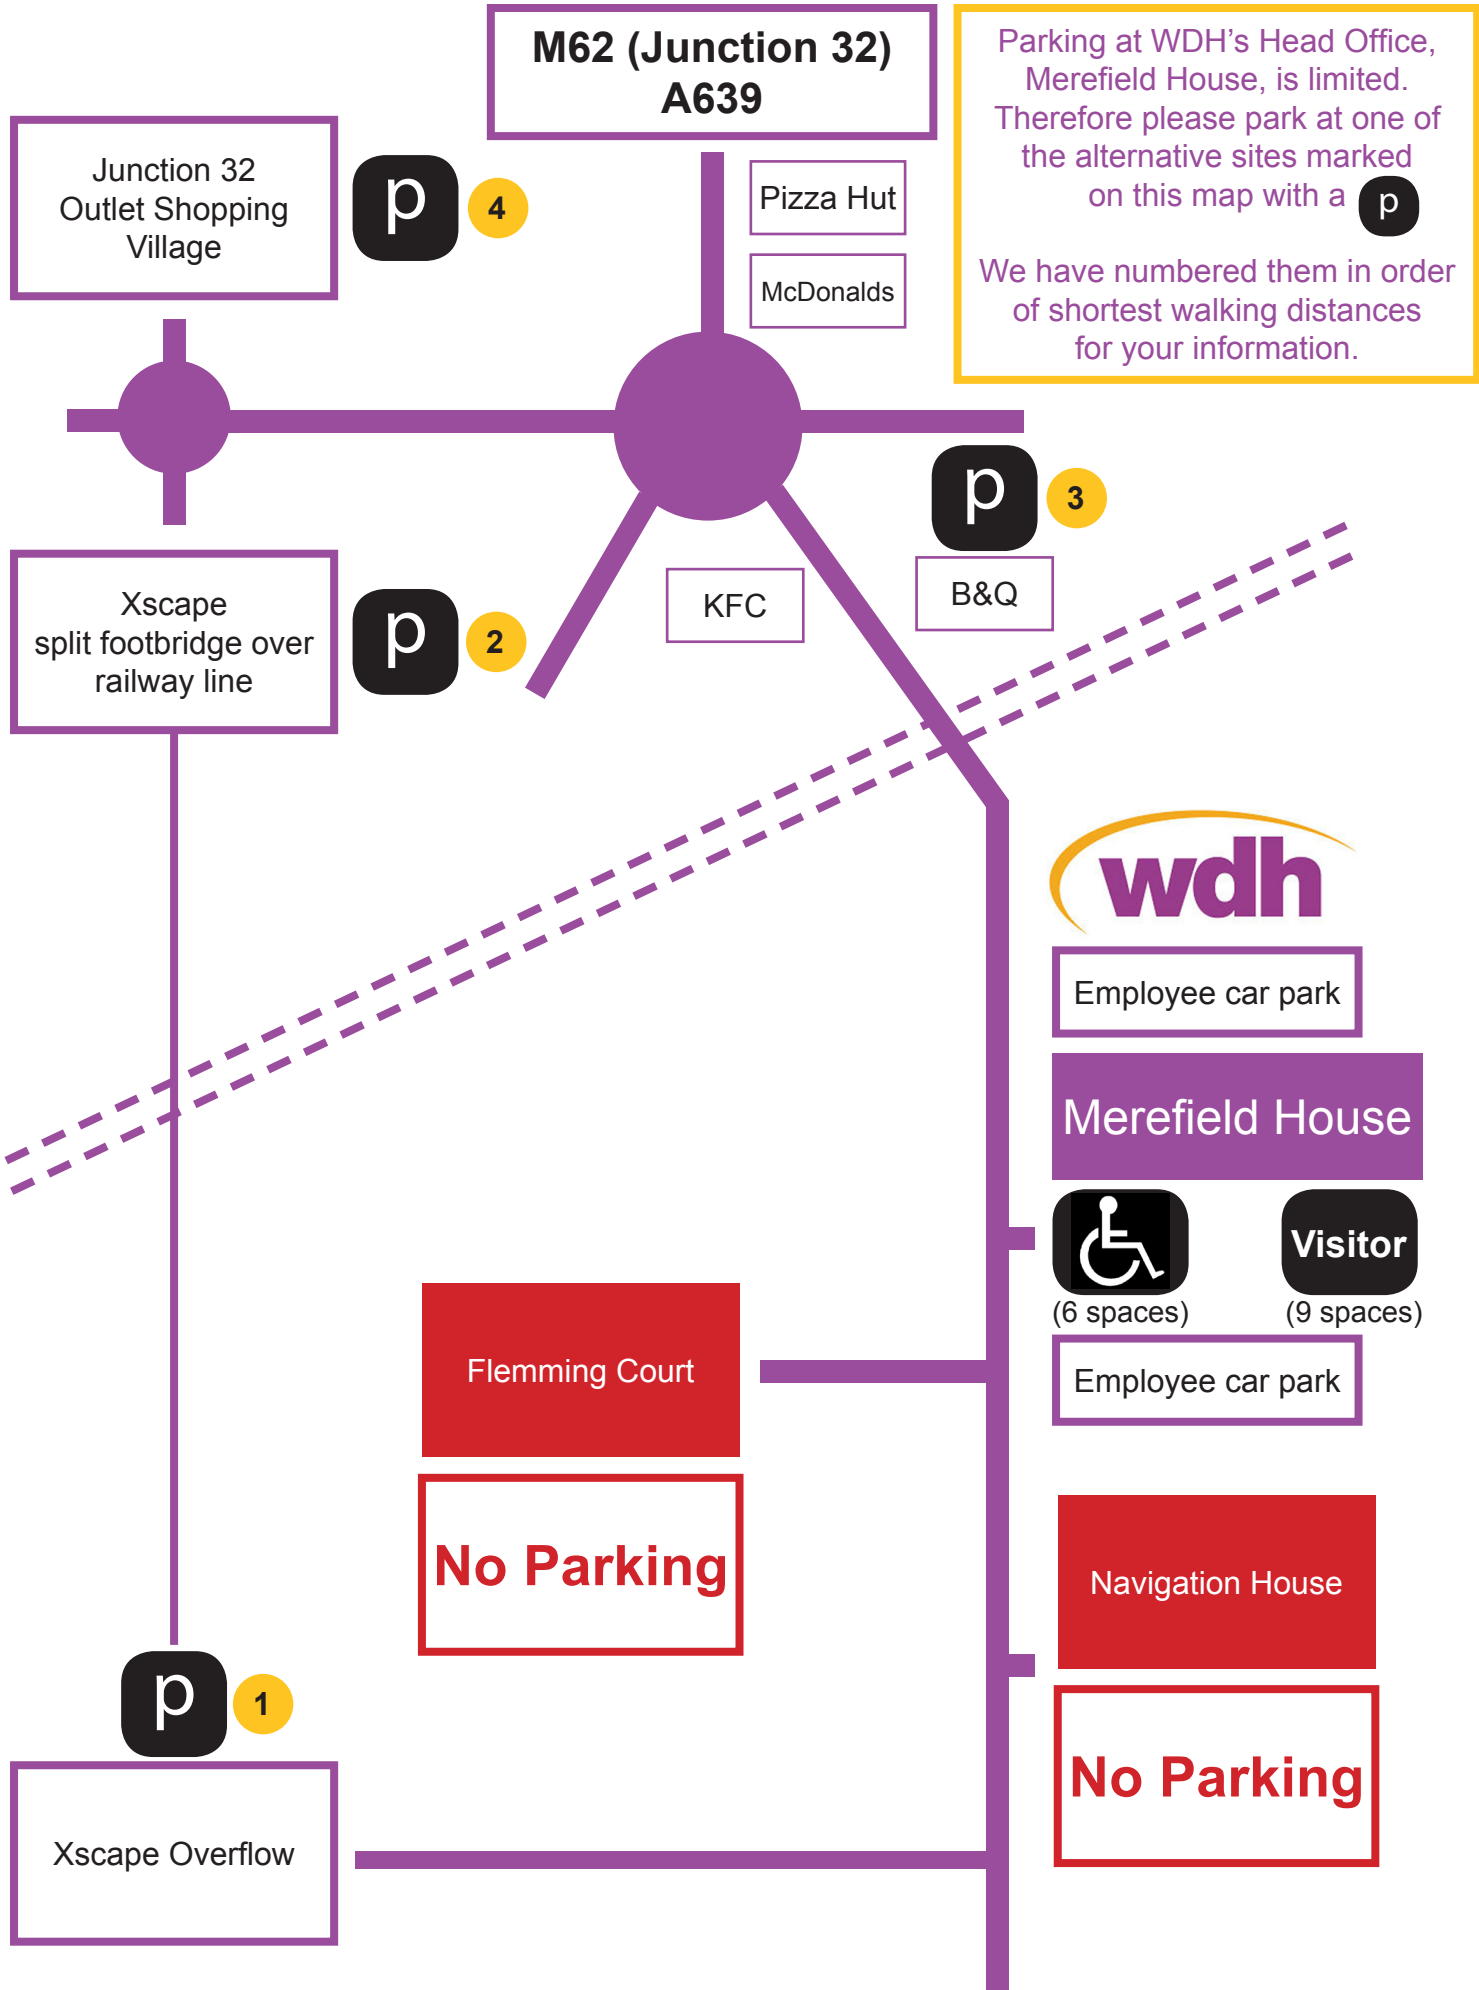 M62 (Junction 32)
A639
Parking at WDH's Head Office,
Merefield House, is limited.
Therefore please park at one of
the alternative sites marked
on this map with a p
We have numbered them in order
of shortest walking distances
for your information.
Junction 32
Outlet Shopping
Village
p
4
Pizza Hut
McDonalds
p
3
B&Q
KFC
Xscape
split footbridge over
railway line
p
2
wdh
Employee car park
Merefield House
Visitor
(6 spaces)
(9 spaces)
Employee car park
Flemming Court
No Parking
Navigation House
No Parking
p
1
Xscape Overflow